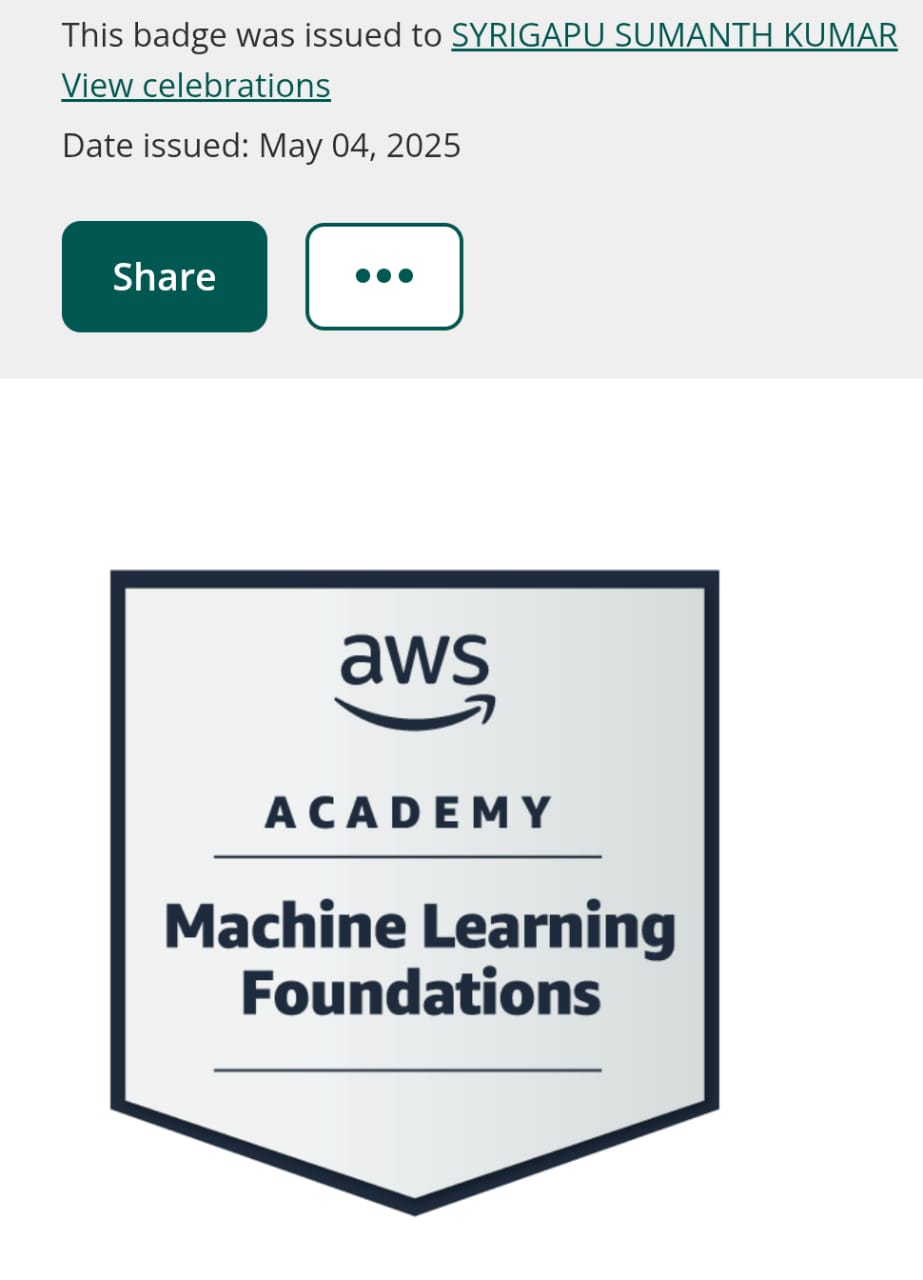 This badge was issued to SYRIGAPU SUMANTH KUMAR
View celebrations
Date issued: May 04, 2025
Share
aws
ACADEMY
Machine Learning
Foundations